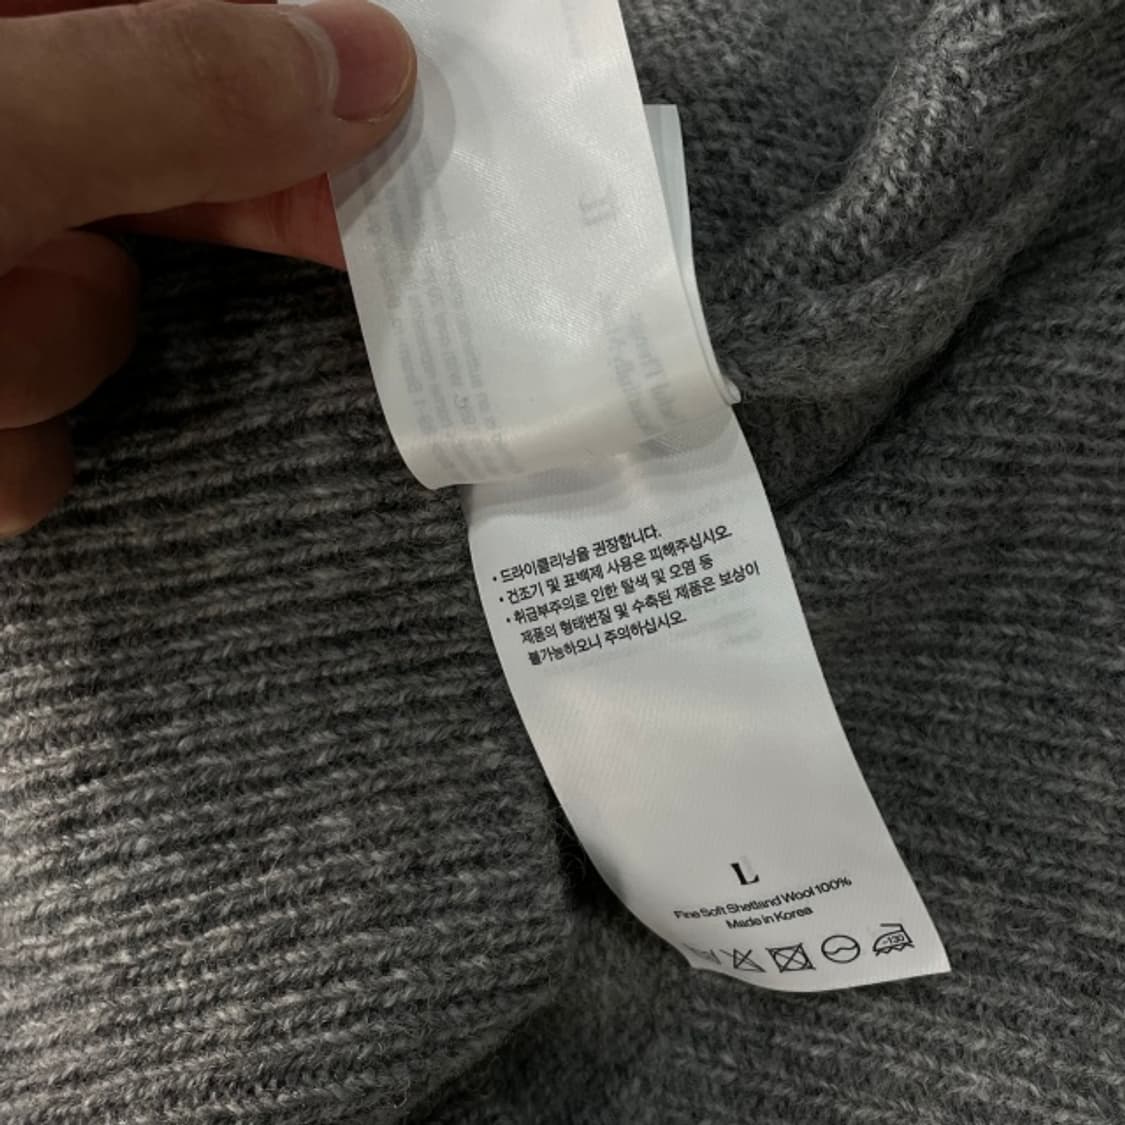 • 드라이클리닝을 권장합니다.
• 건조기 및 표백제 사용은 피해주십시오.
• 취급부주의로 인한 탈색 및 오염 등
제품의 형태변질 및 수축된 제품은 보상이
불가능하오니 주의하십시오.
L
Fine Soft Shetland Wool 100%
Made in Korea
~130